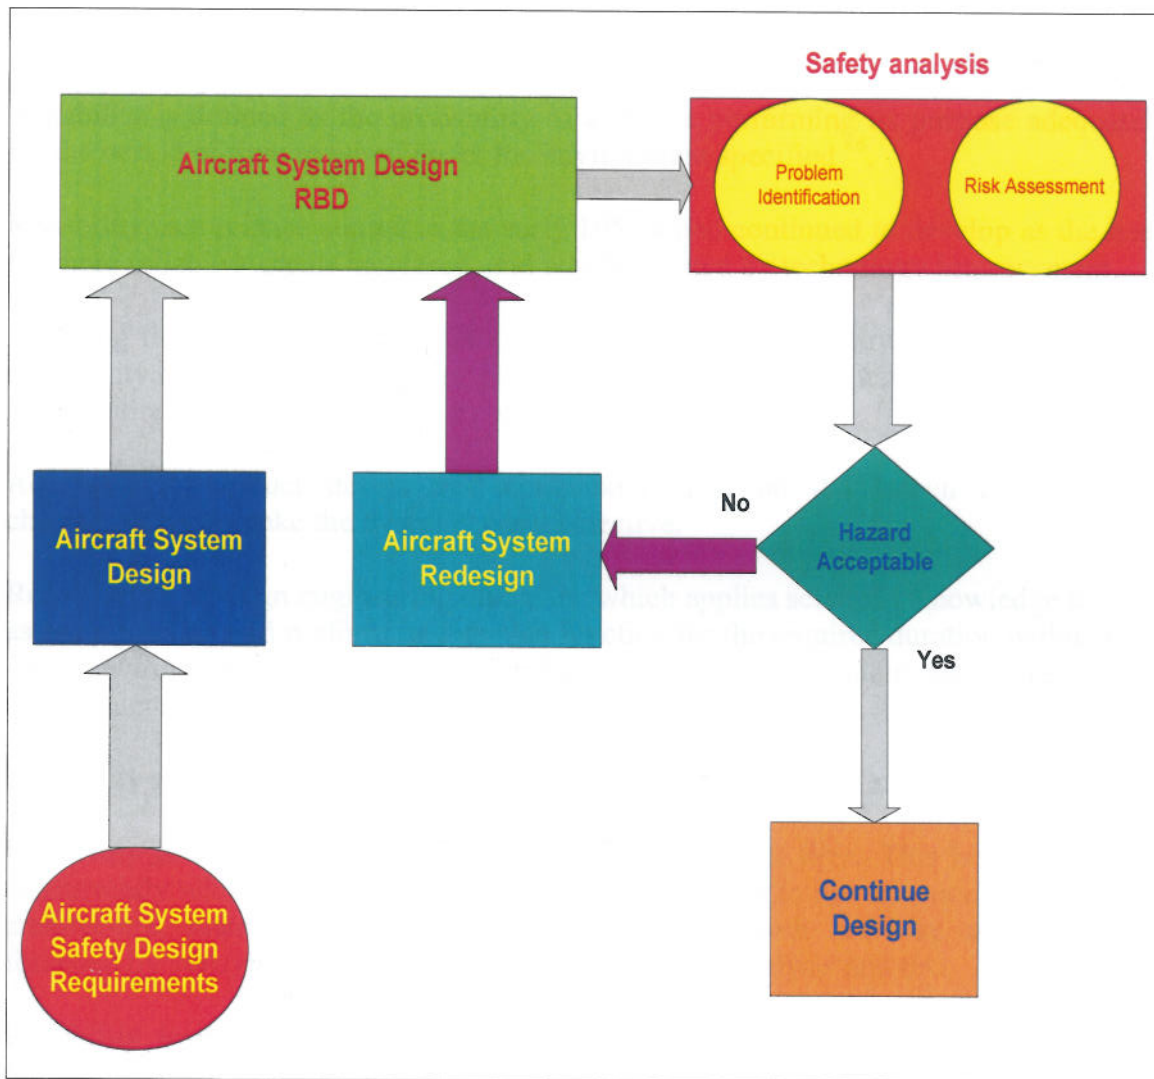 Safety analysis
Aircraft System Design
RBD
Problem
Identification
Risk Assessment
No
Hazard
Acceptable
Aircraft System
Design
Aircraft System
Redesign
Yes
Aircraft System
Safety Design
Requirements
Continue
Design